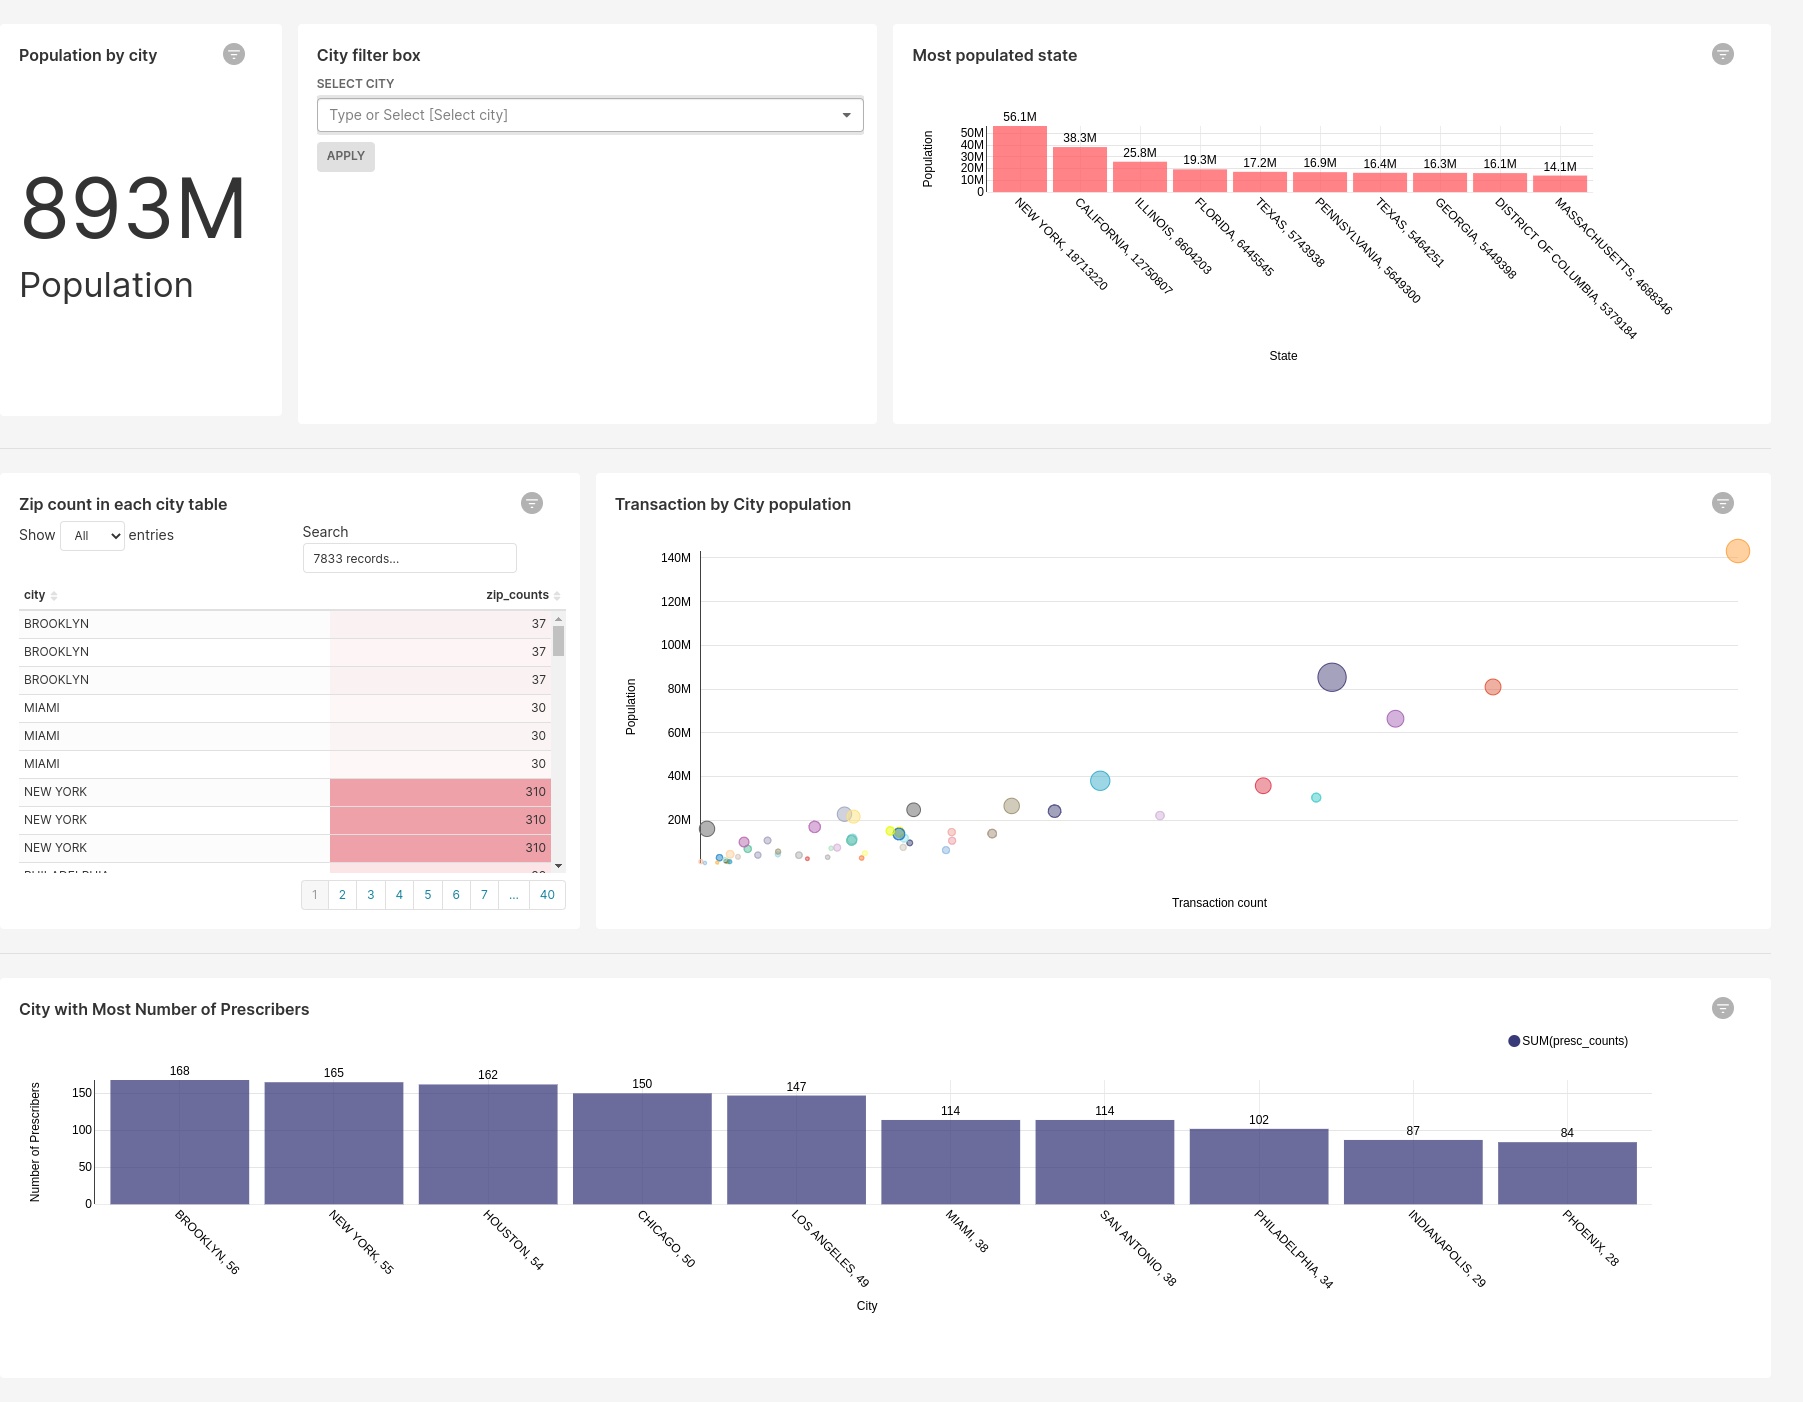 Population by city
893M
Population
City filter box
SELECT CITY
Type or Select [Select city]
APPLY
Most populated state
Population
50M
40M
30M
20M
10M
0
56.1M
38.3M
25.8M
19.3M
17.2M
16.9M
16.4M
16.3M
16.1M
14.1M
NEW YORK, 18713220
CALIFORNIA, 12750807
ILLINOIS, 8604203
FLORIDA, 6445545
TEXAS, 5743938
PENNSYLVANIA, 5649300
TEXAS, 5464251
GEORGIA, 5449398
DISTRICT OF COLUMBIA, 5379184
MASSACHUSETTS, 4688346
State
Zip count in each city table
Show All entries
Search
7833 records...
city zip_counts
BROOKLYN 37
BROOKLYN 37
BROOKLYN 37
MIAMI 30
MIAMI 30
MIAMI 30
NEW YORK 310
NEW YORK 310
NEW YORK 310
1 2 3 4 5 6 7 ... 40
Transaction by City population
Population
140M
120M
100M
80M
60M
40M
20M
Transaction count
City with Most Number of Prescribers
SUM(presc_counts)
Number of Prescribers
150
100
50
0
168
165
162
150
147
114
114
102
87
84
BROOKLYN, 56
NEW YORK, 55
HOUSTON, 54
CHICAGO, 50
LOS ANGELES, 49
MIAMI, 38
SAN ANTONIO, 38
PHILADELPHIA, 34
INDIANAPOLIS, 29
PHOENIX, 28
City